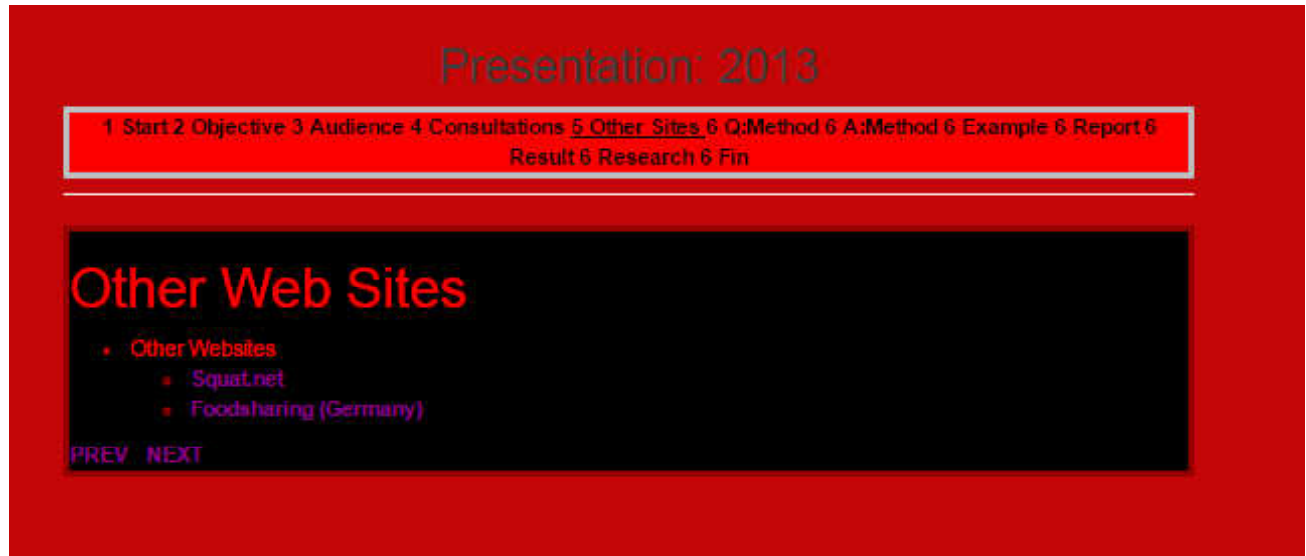 Presentation: 2013
1 Start 2 Objective 3 Audience 4 Consultations 5 Other Sites 6 Q:Method 6 A:Method 6 Example 6 Report 6
Result 6 Research 6 Fin
Other Web Sites
Other Websites
Squat.net
Foodsharing (Germany)
PREV NEXT